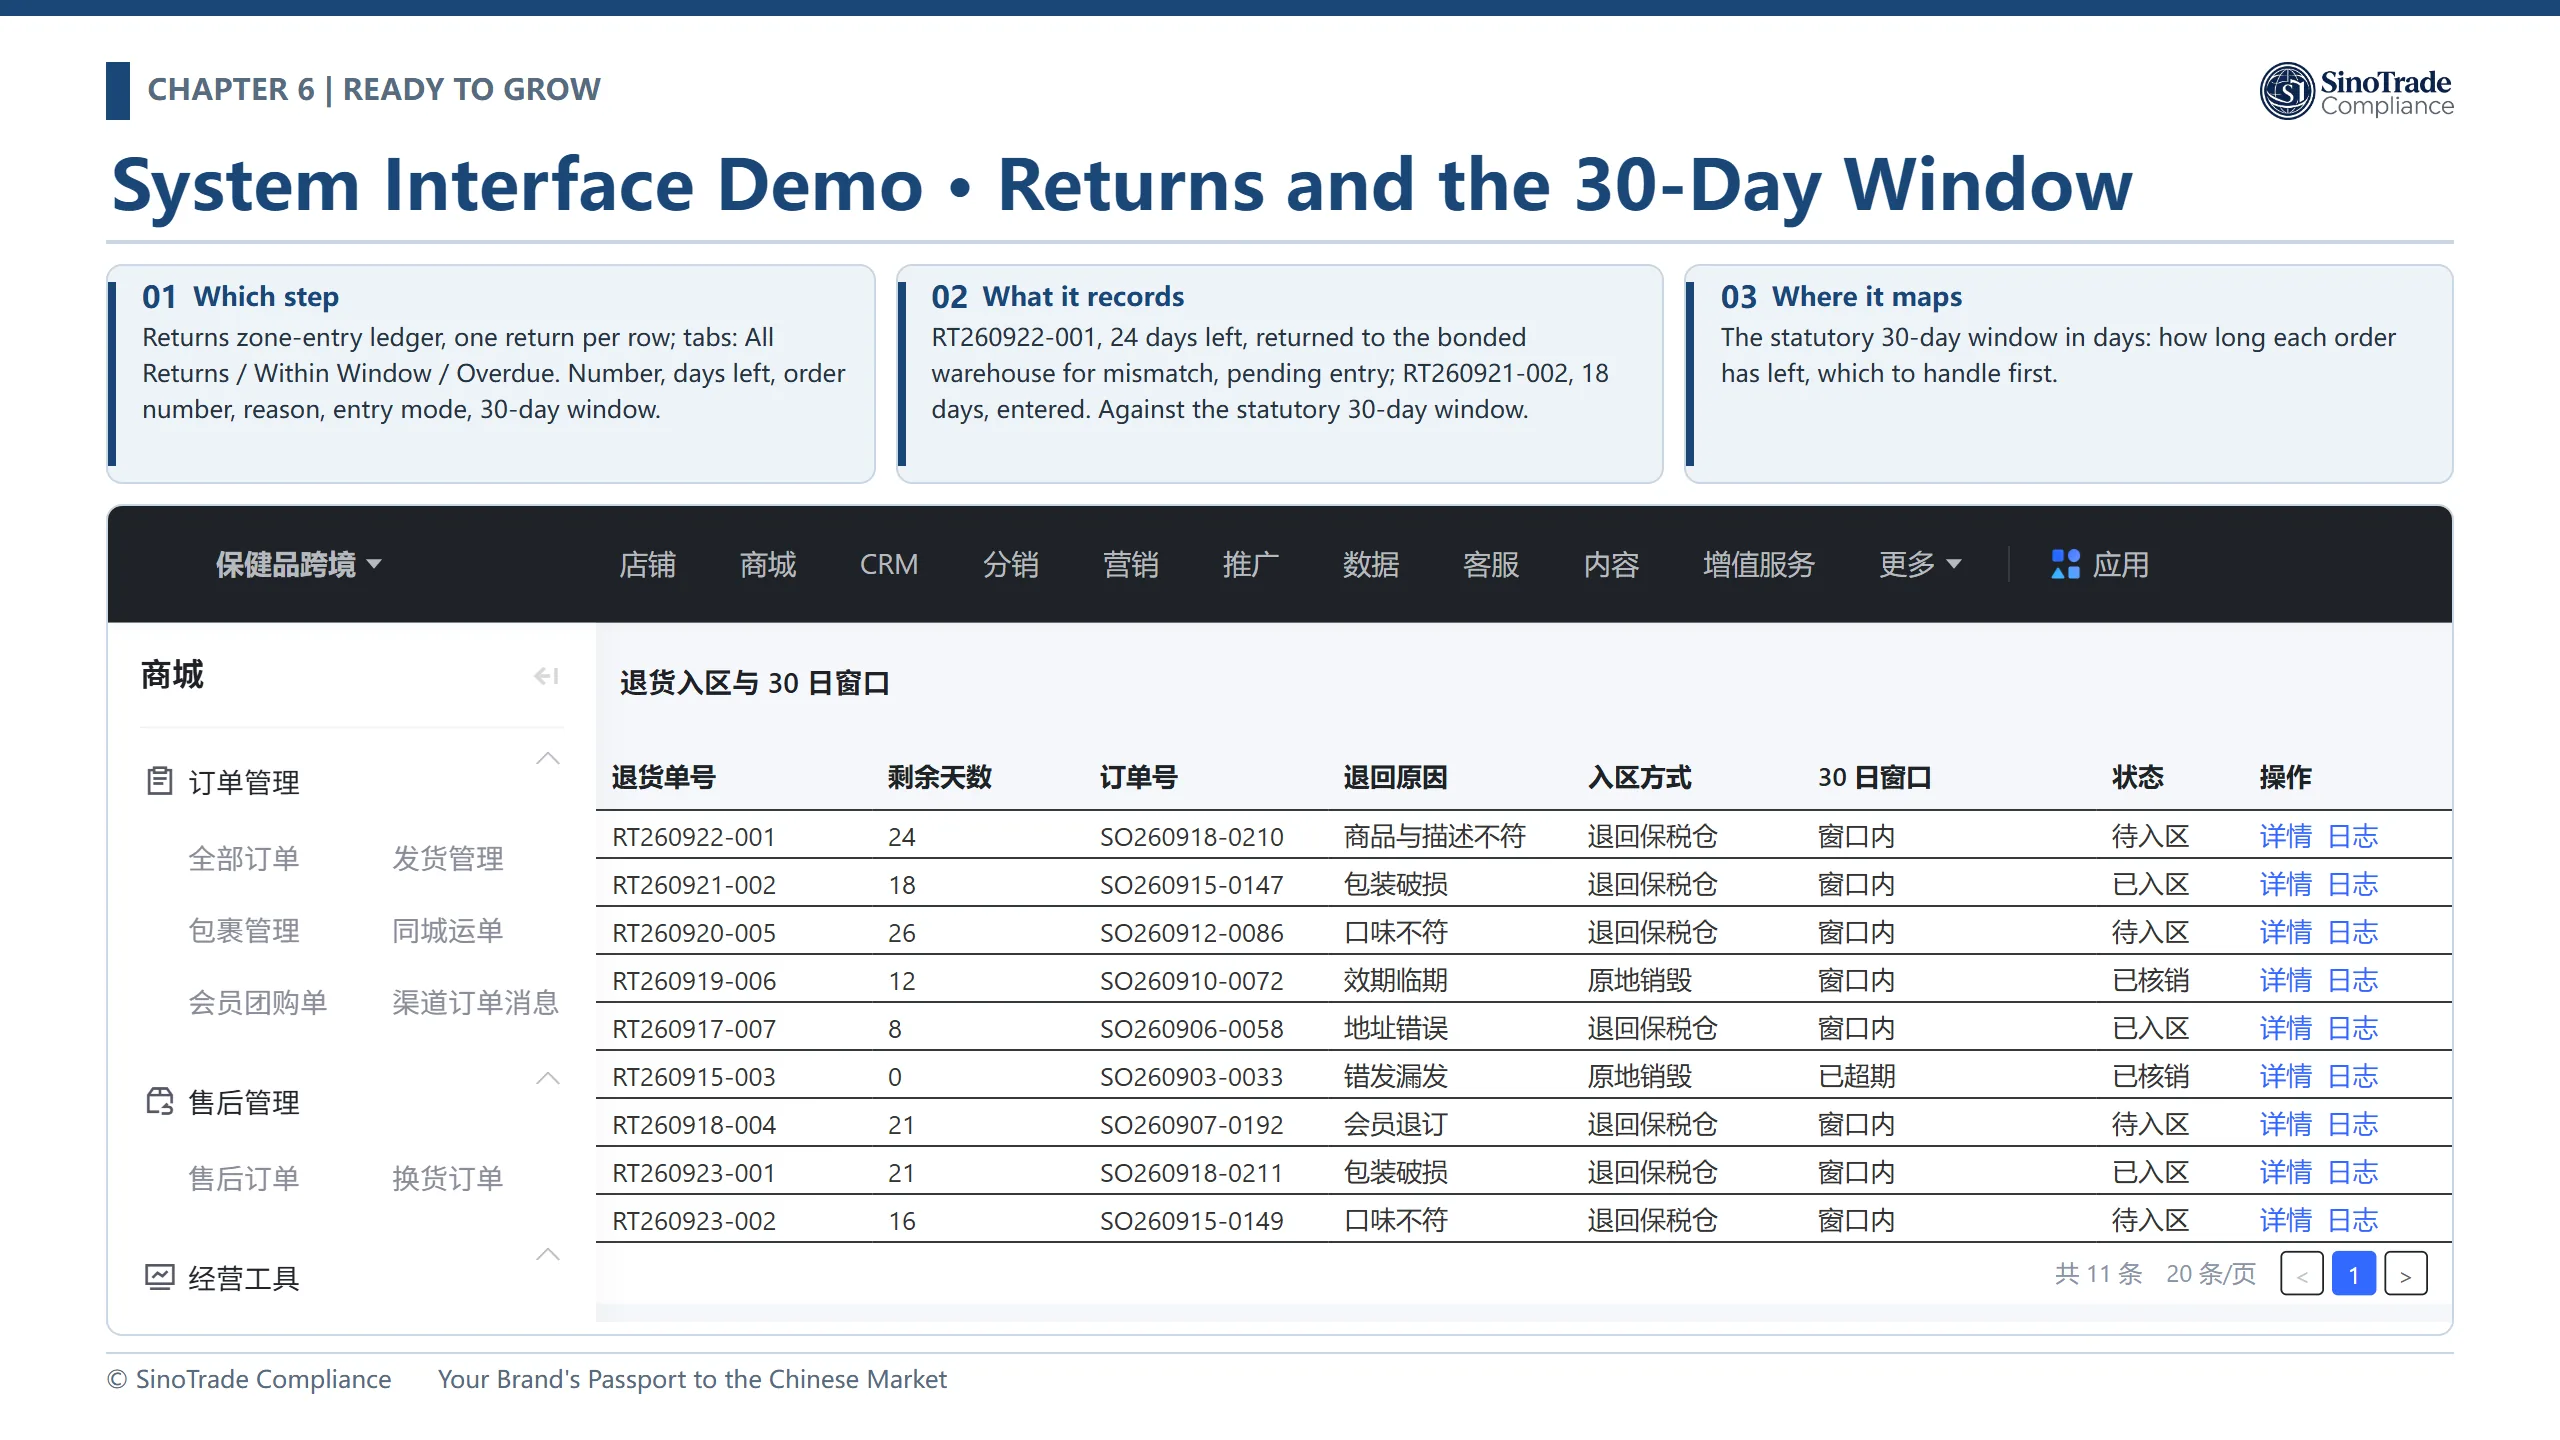 CHAPTER 6 | READY TO GROW
SinoTrade
Compliance
System Interface Demo • Returns and the 30-Day Window
01 Which step
Returns zone-entry ledger, one return per row; tabs: All
Returns / Within Window / Overdue. Number, days left, order
number, reason, entry mode, 30-day window.
02 What it records
RT260922-001, 24 days left, returned to the bonded
warehouse for mismatch, pending entry; RT260921-002, 18
days, entered. Against the statutory 30-day window.
03 Where it maps
The statutory 30-day window in days: how long each order
has left, which to handle first.
保健品跨境 店铺 商城 CRM 分销 营销 推广 数据 客服 内容 增值服务 更多 应用
商城
订单管理
全部订单 发货管理
包裹管理 同城运单
会员团购单 渠道订单消息
售后管理
售后订单 换货订单
经营工具
退货入区与 30 日窗口
退货单号 剩余天数 订单号 退回原因 入区方式 30 日窗口 状态 操作
RT260922-001 24 SO260918-0210 商品与描述不符 退回保税仓 窗口内 待入区 详情 日志
RT260921-002 18 SO260915-0147 包装破损 退回保税仓 窗口内 已入区 详情 日志
RT260920-005 26 SO260912-0086 口味不符 退回保税仓 窗口内 待入区 详情 日志
RT260919-006 12 SO260910-0072 效期临期 原地销毁 窗口内 已核销 详情 日志
RT260917-007 8 SO260906-0058 地址错误 退回保税仓 窗口内 已入区 详情 日志
RT260915-003 0 SO260903-0033 错发漏发 原地销毁 已超期 已核销 详情 日志
RT260918-004 21 SO260907-0192 会员退订 退回保税仓 窗口内 待入区 详情 日志
RT260923-001 21 SO260918-0211 包装破损 退回保税仓 窗口内 已入区 详情 日志
RT260923-002 16 SO260915-0149 口味不符 退回保税仓 窗口内 待入区 详情 日志
共 11 条 20 条/页 < 1 >
© SinoTrade Compliance Your Brand's Passport to the Chinese Market